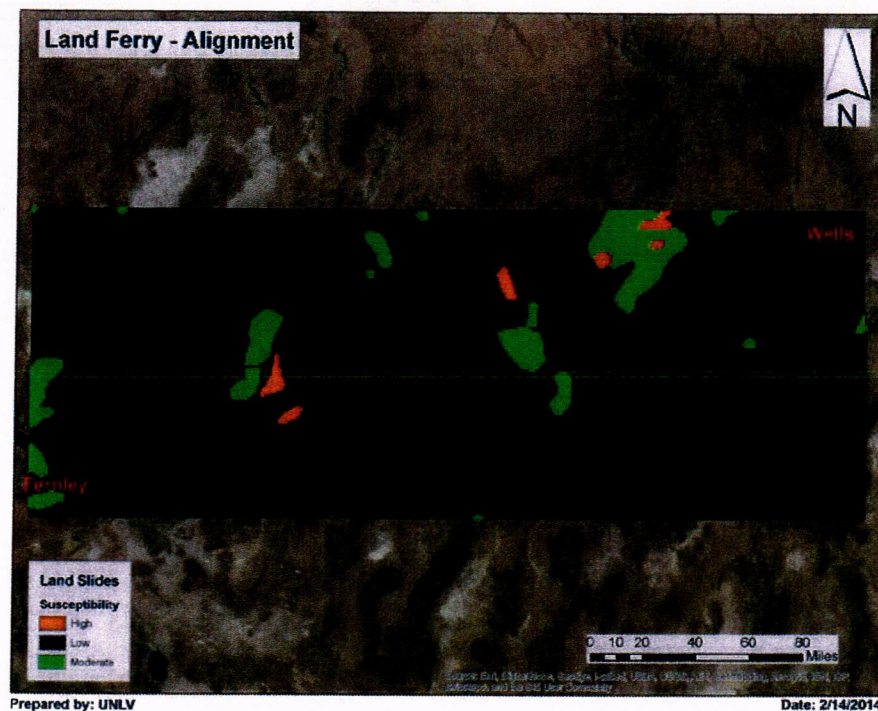 Land Ferry - Alignment
N
Wells
Fernley
Land Slides
Susceptibility
High
Low
Moderate
0 10 20 40 60 80
Miles
Prepared by: UNLV
Date: 2/14/2014